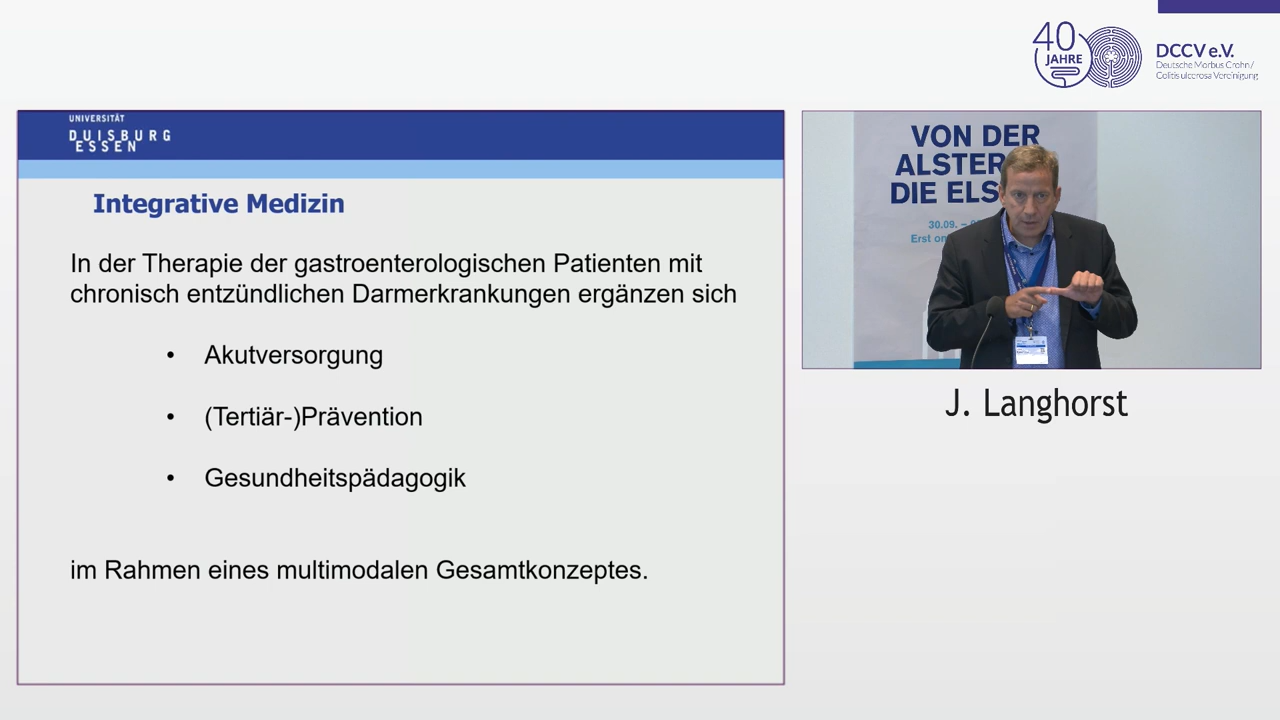 40
JAHRE
DCCV e.V.
Deutsche Morbus Crohn /
Colitis ulcerosa Vereinigung
UNIVERSITÄT
DUISBURG
ESSEN
Integrative Medizin
In der Therapie der gastroenterologischen Patienten mit
chronisch entzündlichen Darmerkrankungen ergänzen sich
• Akutversorgung
• (Tertiär-)Prävention
• Gesundheitspädagogik
im Rahmen eines multimodalen Gesamtkonzeptes.
VON DER
ALSTER
DIE ELS
30.09. –
Erst on
J. Langhorst